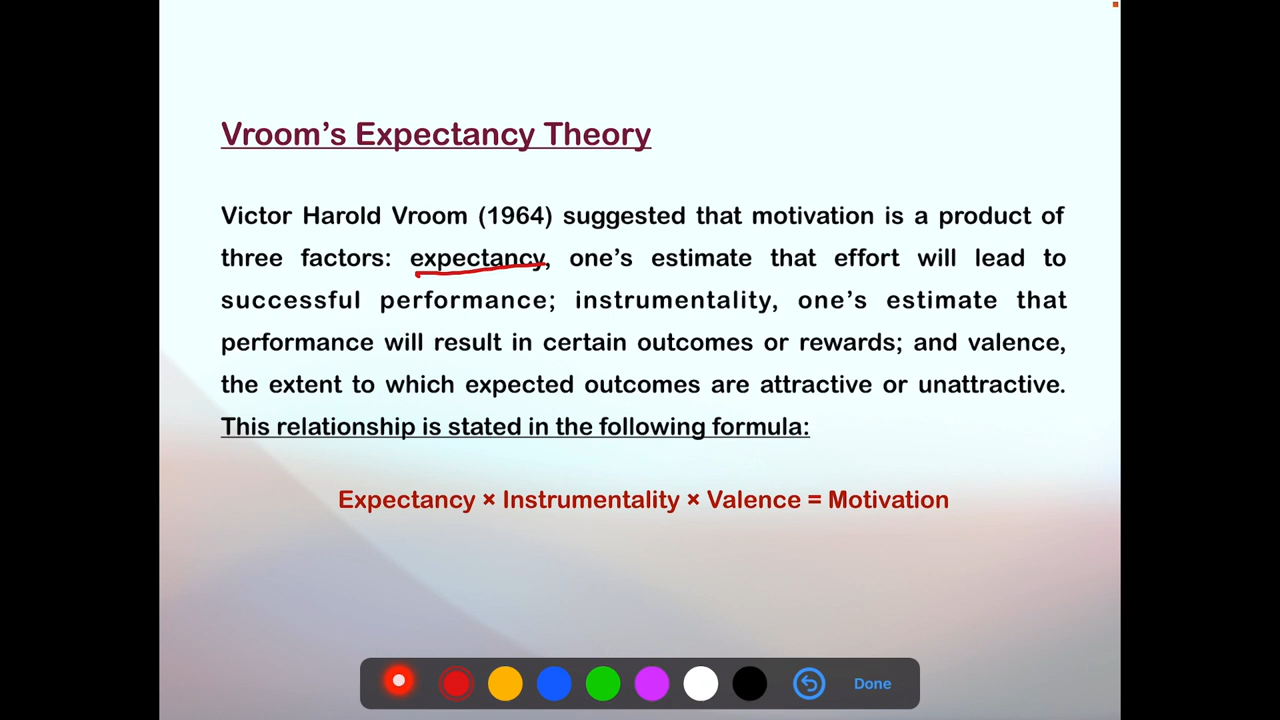 Vroom’s Expectancy Theory
Victor Harold Vroom (1964) suggested that motivation is a product of
three factors: expectancy, one’s estimate that effort will lead to
successful performance; instrumentality, one’s estimate that
performance will result in certain outcomes or rewards; and valence,
the extent to which expected outcomes are attractive or unattractive.
This relationship is stated in the following formula:
Expectancy × Instrumentality × Valence = Motivation
Done